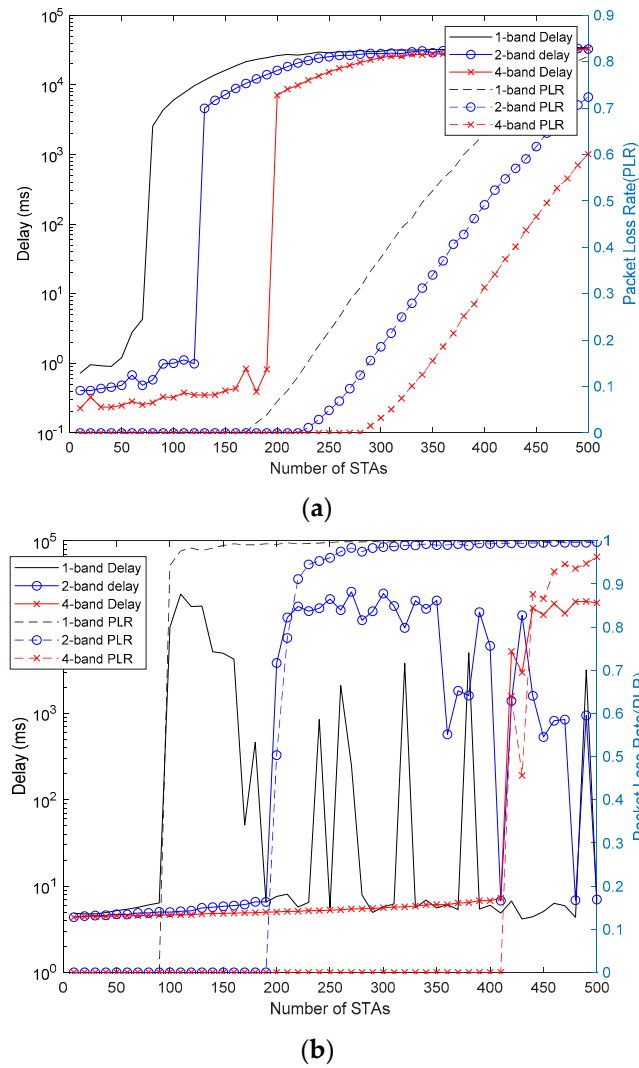 10^5
10^4
10^3
10^2
10^1
10^0
10^-1
Delay (ms)
1-band Delay
2-band delay
4-band Delay
1-band PLR
2-band PLR
4-band PLR
0.9
0.8
0.7
0.6
0.5
0.4
0.3
0.2
0.1
0
Packet Loss Rate(PLR)
0 50 100 150 200 250 300 350 400 450 500
Number of STAs
(a)
10^5
10^3
10^2
10^1
10^0
Delay (ms)
1-band Delay
2-band delay
4-band Delay
1-band PLR
2-band PLR
4-band PLR
1
0.9
0.8
0.7
0.6
0.5
0.4
0.3
0.2
0.1
0
Packet Loss Rate(PLR)
0 50 100 150 200 250 300 350 400 450 500
Number of STAs
(b)